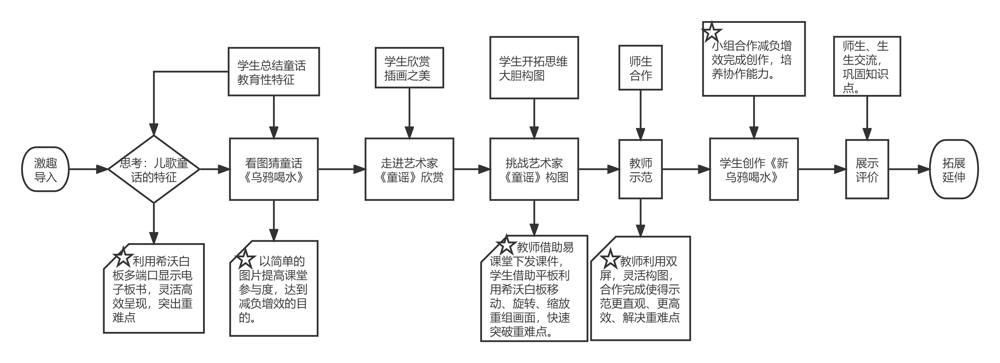 学生总结童话
教育性特征
学生欣赏
插画之美
学生开拓思维
大胆构图
师生
合作
小组合作减负增
效完成创作，培
养协作能力。
师生、生
生交流，
巩固知识
点。
激趣
导入
思考：儿歌童
话的特征
看图猜童话
《乌鸦喝水》
走进艺术家
《童谣》欣赏
挑战艺术家
《童谣》构图
教师
示范
学生创作《新
乌鸦喝水》
展示
评价
拓展
延伸
利用希沃白
板多端口显示电
子板书，灵活高
效呈现，突出重
难点
以简单的
图片提高课堂
参与度，达到
减负增效的目
的。
教师借助易
课堂下发课件，
学生借助平板利
用希沃白板移
动、旋转、缩放
重组画面，快速
突破重难点。
教师利用双
屏，灵活构图，
合作完成使得示
范更直观、更高
效、解决重难点